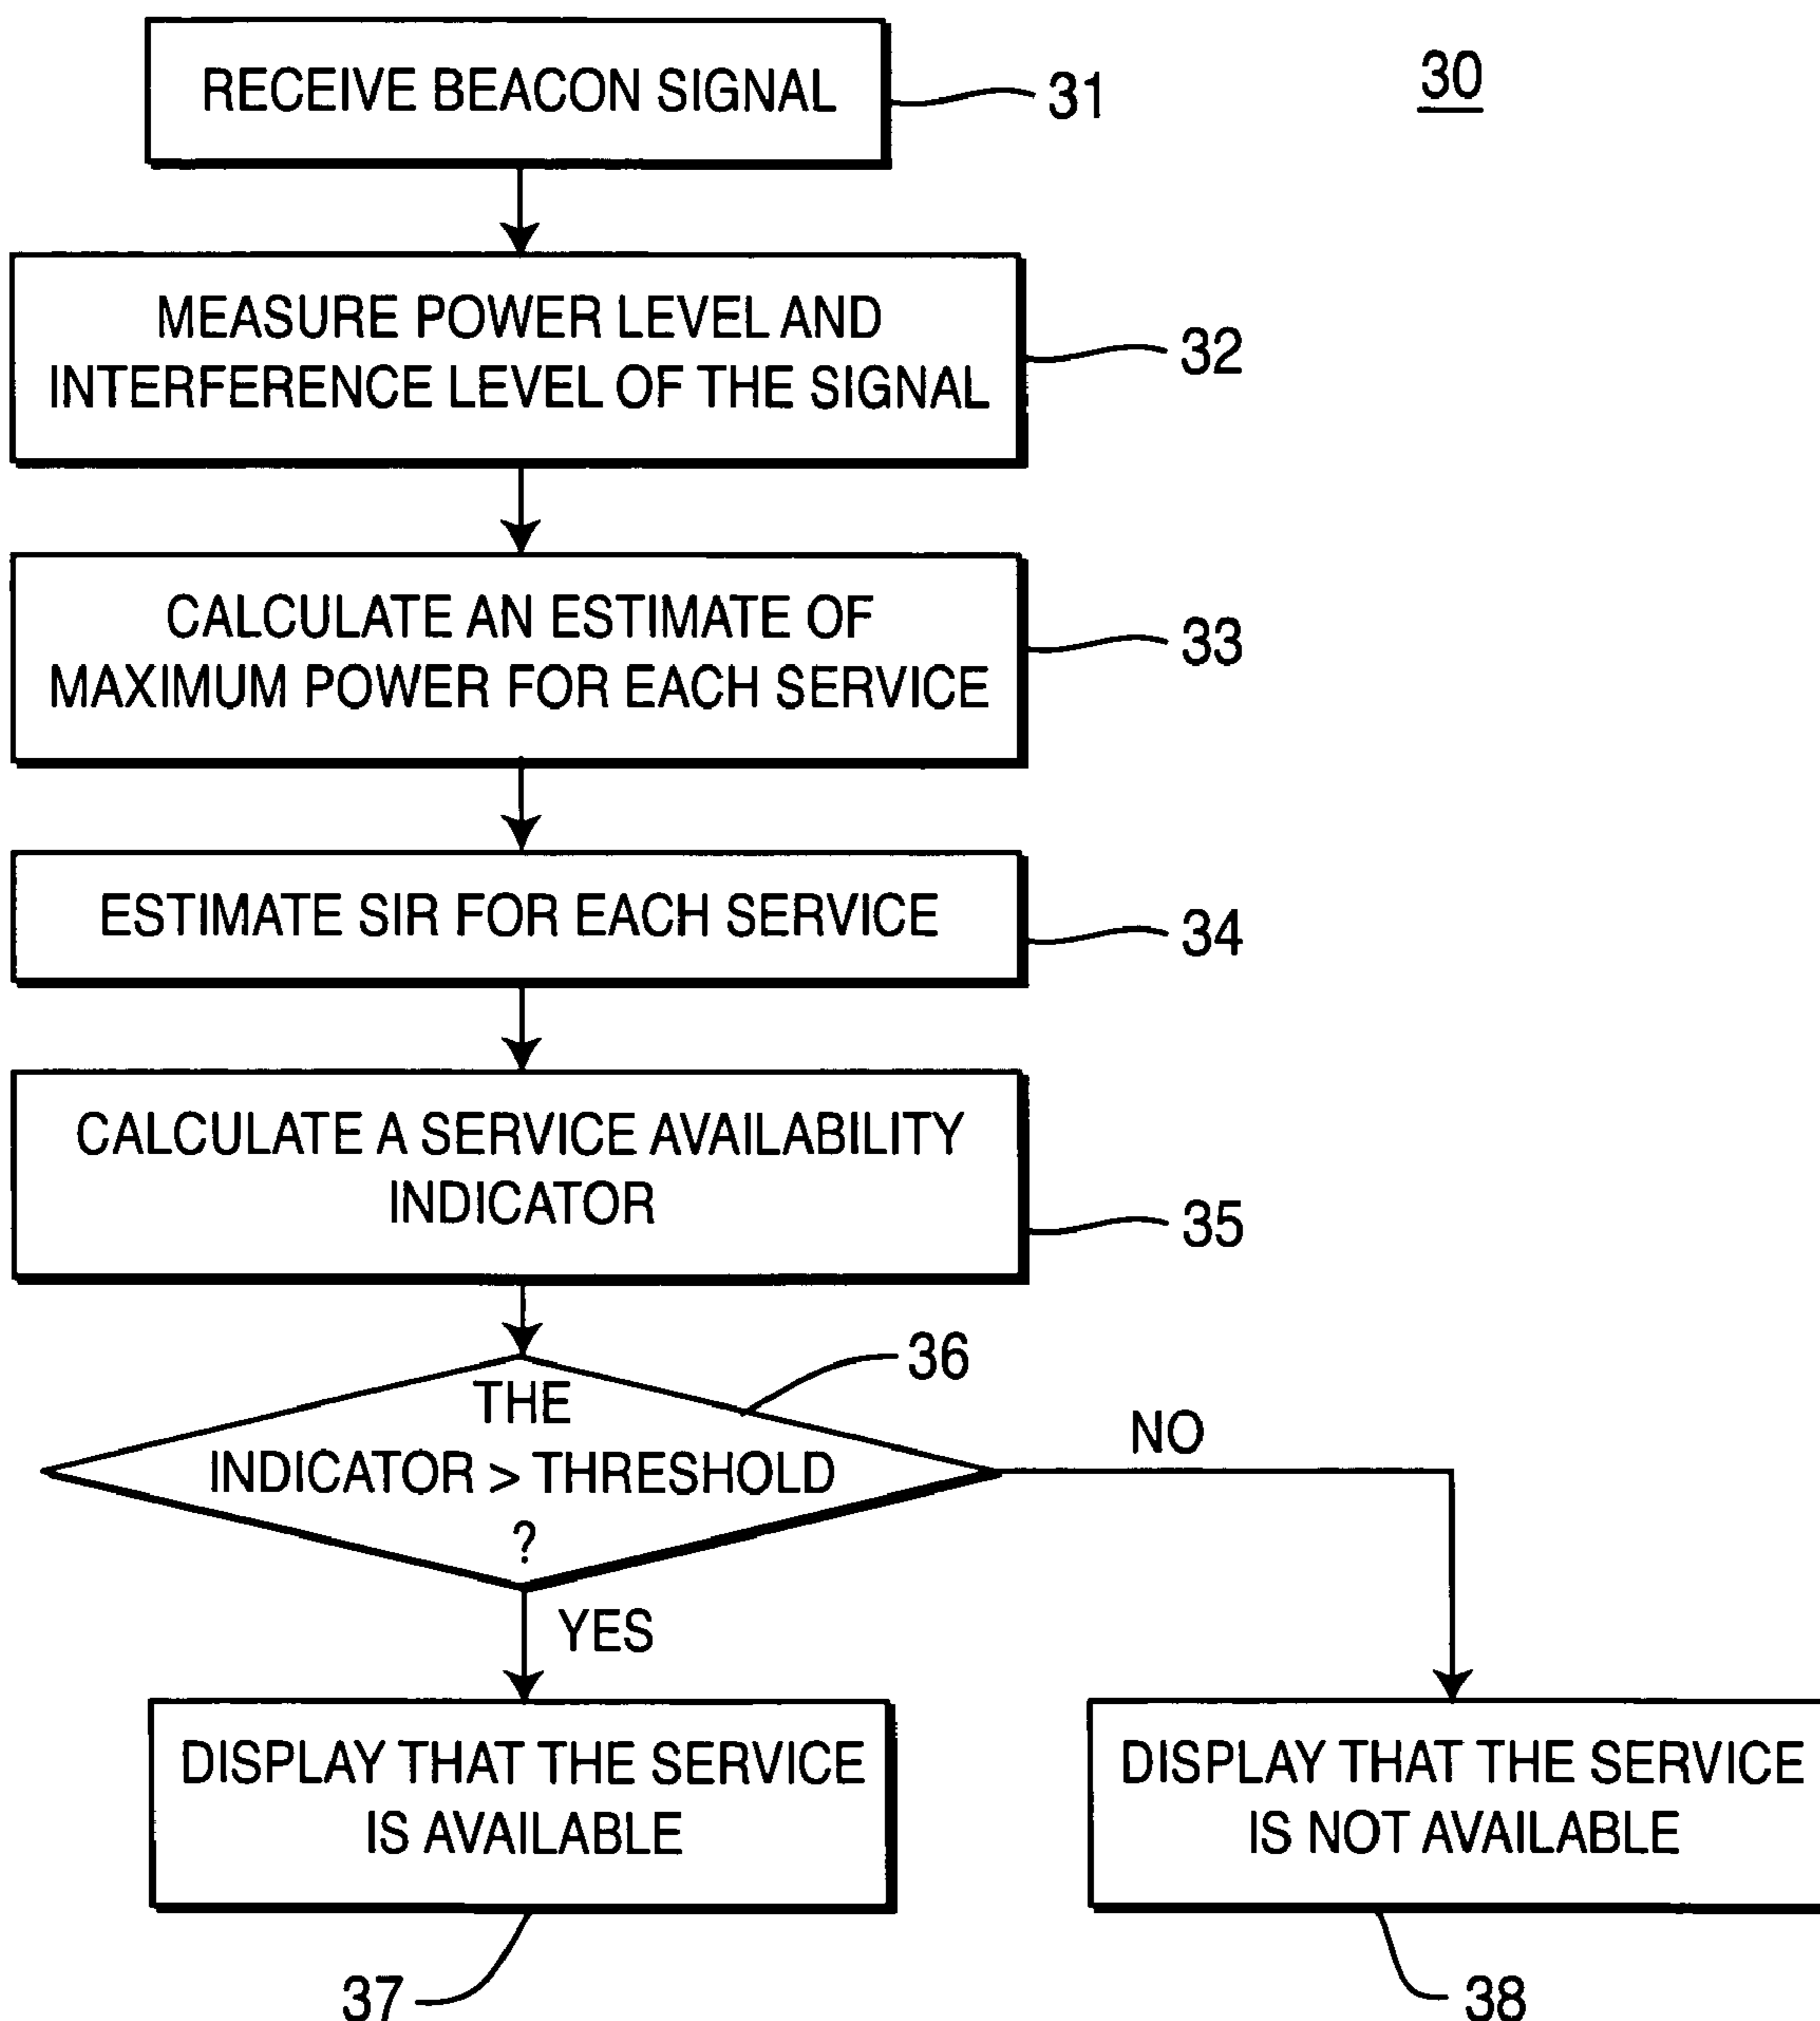 RECEIVE BEACON SIGNAL
31
30
MEASURE POWER LEVEL AND
INTERFERENCE LEVEL OF THE SIGNAL
32
CALCULATE AN ESTIMATE OF
MAXIMUM POWER FOR EACH SERVICE
33
ESTIMATE SIR FOR EACH SERVICE
34
CALCULATE A SERVICE AVAILABILITY
INDICATOR
35
36
THE
INDICATOR > THRESHOLD
?
NO
YES
DISPLAY THAT THE SERVICE
IS AVAILABLE
DISPLAY THAT THE SERVICE
IS NOT AVAILABLE
37
38